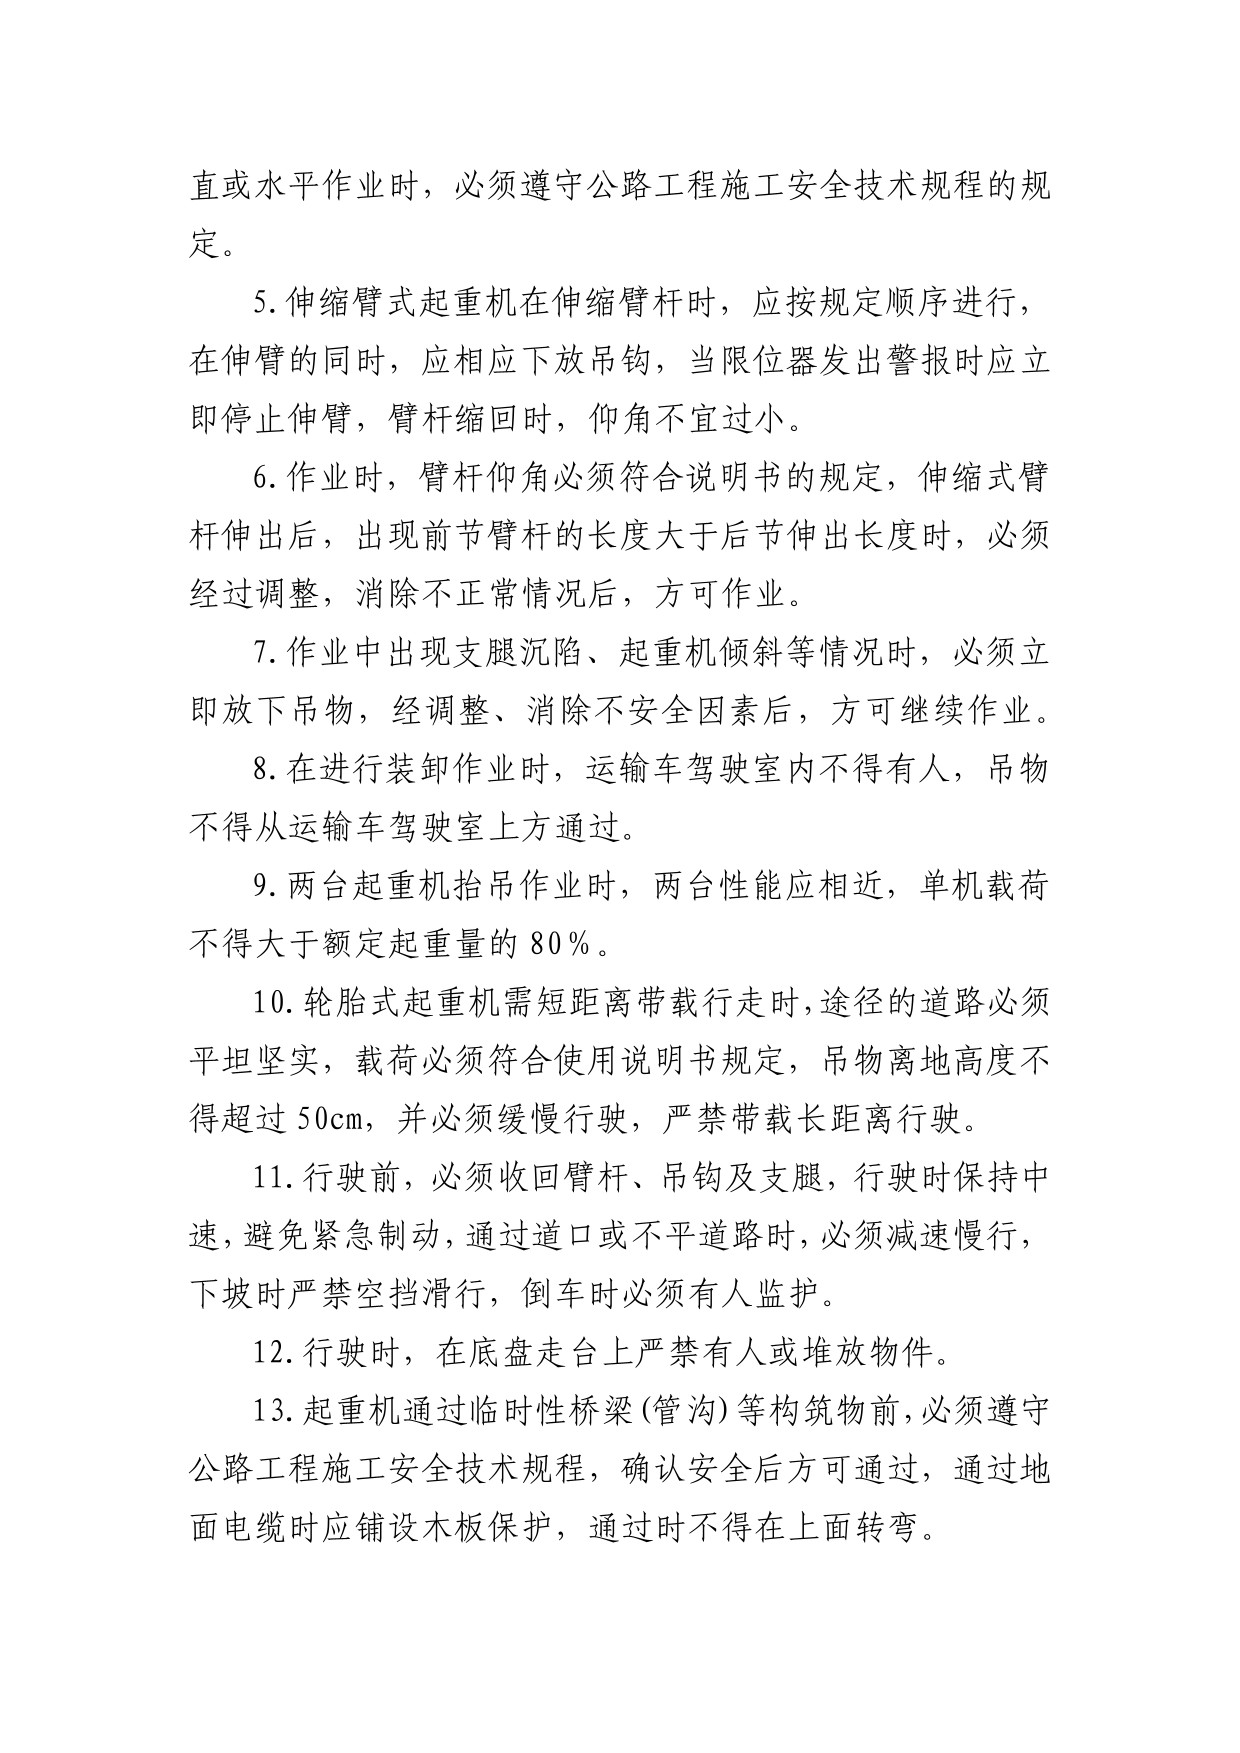 直或水平作业时，必须遵守公路工程施工安全技术规程的规
定。
5.伸缩臂式起重机在伸缩臂杆时，应按规定顺序进行，
在伸臂的同时，应相应下放吊钩，当限位器发出警报时应立
即停止伸臂，臂杆缩回时，仰角不宜过小。
6.作业时，臂杆仰角必须符合说明书的规定，伸缩式臂
杆伸出后，出现前节臂杆的长度大于后节伸出长度时，必须
经过调整，消除不正常情况后，方可作业。
7.作业中出现支腿沉陷、起重机倾斜等情况时，必须立
即放下吊物，经调整、消除不安全因素后，方可继续作业。
8.在进行装卸作业时，运输车驾驶室内不得有人，吊物
不得从运输车驾驶室上方通过。
9.两台起重机抬吊作业时，两台性能应相近，单机载荷
不得大于额定起重量的 80%。
10.轮胎式起重机需短距离带载行走时，途径的道路必须
平坦坚实，载荷必须符合使用说明书规定，吊物离地高度不
得超过 50cm，并必须缓慢行驶，严禁带载长距离行驶。
11.行驶前，必须收回臂杆、吊钩及支腿，行驶时保持中
速，避免紧急制动，通过道口或不平道路时，必须减速慢行，
下坡时严禁空挡滑行，倒车时必须有人监护。
12.行驶时，在底盘走台上严禁有人或堆放物件。
13.起重机通过临时性桥梁(管沟)等构筑物前，必须遵守
公路工程施工安全技术规程，确认安全后方可通过，通过地
面电缆时应铺设木板保护，通过时不得在上面转弯。